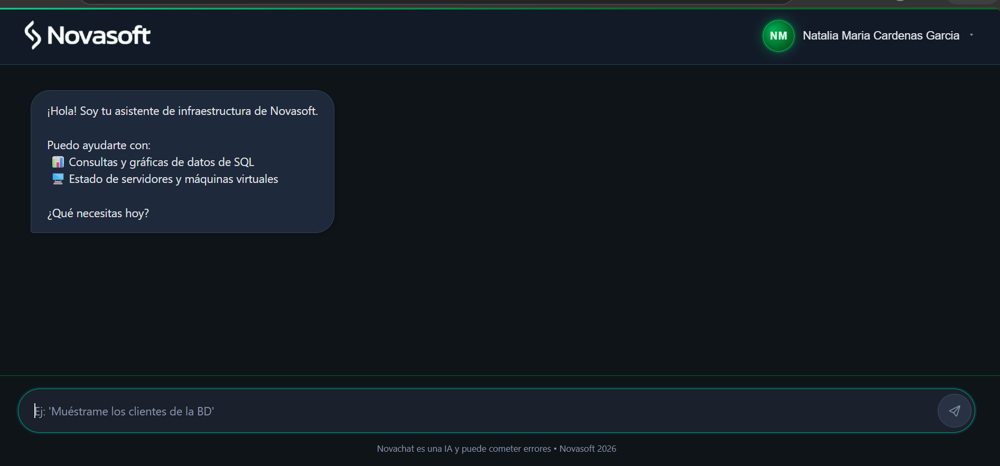 Novasoft
NM
Natalia Maria Cardenas Garcia
¡Hola! Soy tu asistente de infraestructura de Novasoft.
Puedo ayudarte con:
Consultas y gráficas de datos de SQL
Estado de servidores y máquinas virtuales
¿Qué necesitas hoy?
Ej: 'Muéstrame los clientes de la BD'
Novachat es una IA y puede cometer errores • Novasoft 2026